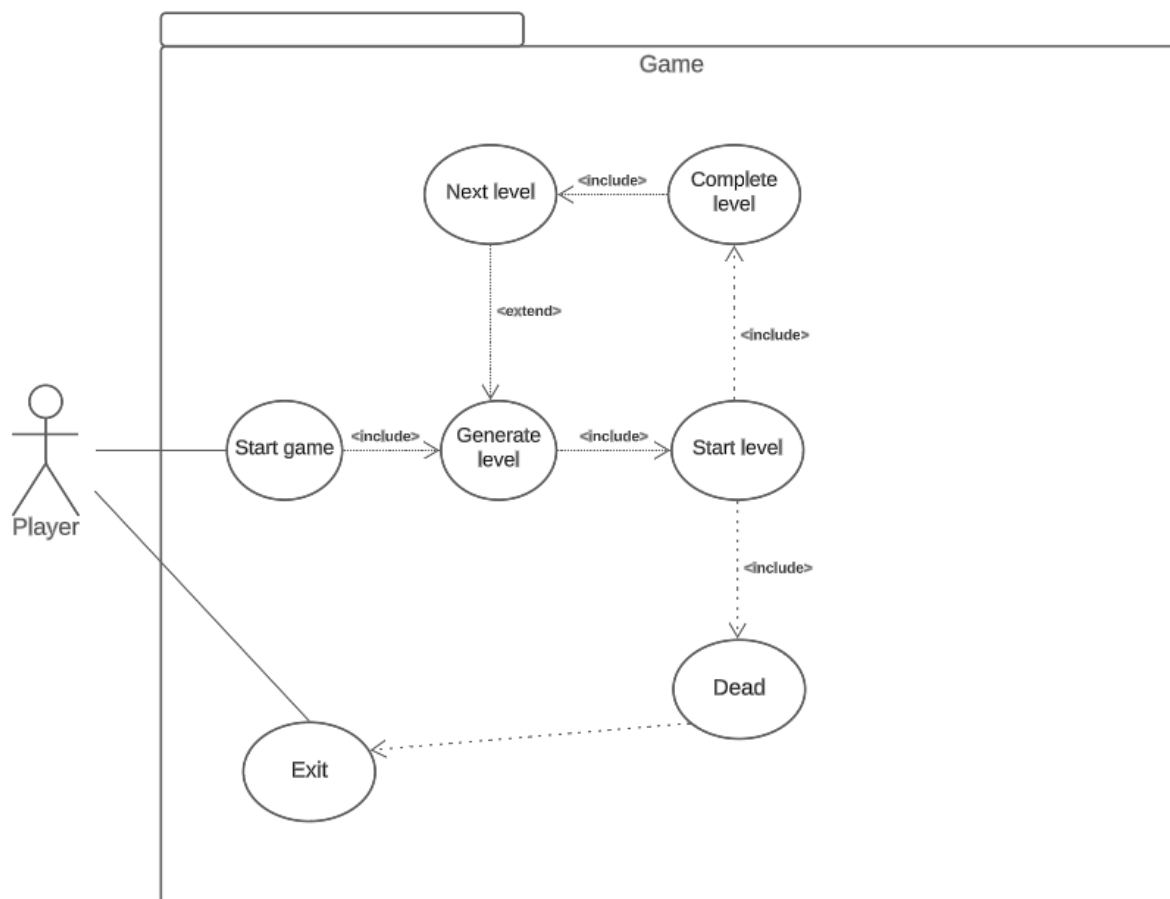 Game
Next level
<include>
Complete
level
<extend>
<include>
Player
Start game
<include>
Generate
level
<include>
Start level
<include>
Dead
Exit